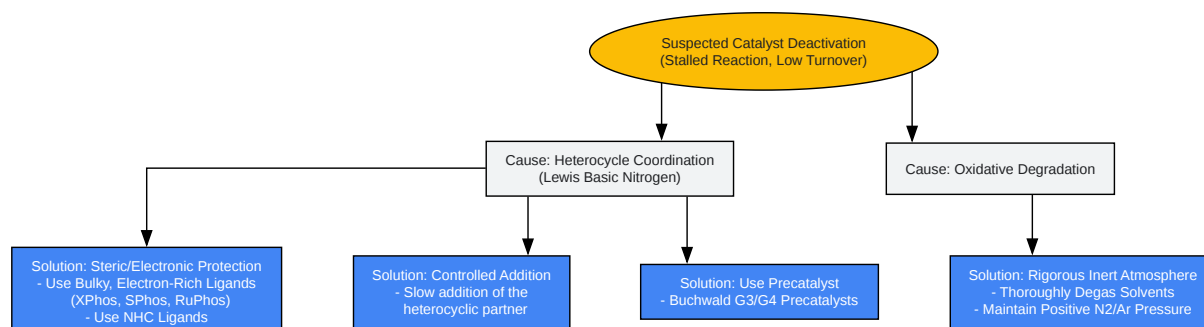 Suspected Catalyst Deactivation
(Stalled Reaction, Low Turnover)
Cause: Heterocycle Coordination
(Lewis Basic Nitrogen)
Cause: Oxidative Degradation
Solution: Steric/Electronic Protection
- Use Bulky, Electron-Rich Ligands
(XPhos, SPhos, RuPhos)
- Use NHC Ligands
Solution: Controlled Addition
- Slow addition of the
heterocyclic partner
Solution: Use Precatalyst
- Buchwald G3/G4 Precatalysts
Solution: Rigorous Inert Atmosphere
- Thoroughly Degas Solvents
- Maintain Positive N2/Ar Pressure